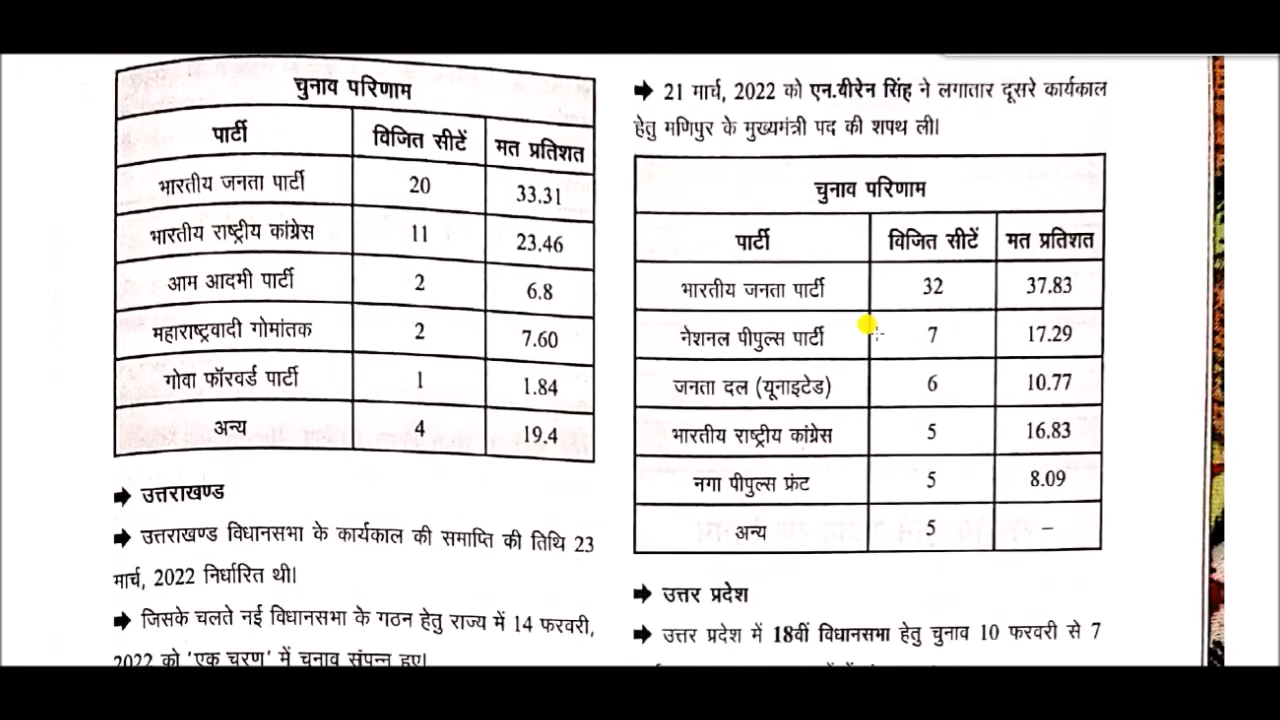 चुनाव परिणाम
पार्टी विजित सीटें मत प्रतिशत
भारतीय जनता पार्टी 20 33.31
भारतीय राष्ट्रीय कांग्रेस 11 23.46
आम आदमी पार्टी 2 6.8
महाराष्ट्रवादी गोमांतक 2 7.60
गोवा फॉरवर्ड पार्टी 1 1.84
अन्य 4 19.4
➡ उत्तराखण्ड
➡ उत्तराखण्ड विधानसभा के कार्यकाल की समाप्ति की तिथि 23
मार्च, 2022 निर्धारित थी।
➡ जिसके चलते नई विधानसभा के गठन हेतु राज्य में 14 फरवरी,
2022 को 'एक चरण' में चुनाव संपन्न हुए।
➡ 21 मार्च, 2022 को एन.वीरेन सिंह ने लगातार दूसरे कार्यकाल
हेतु मणिपुर के मुख्यमंत्री पद की शपथ ली।
चुनाव परिणाम
पार्टी विजित सीटें मत प्रतिशत
भारतीय जनता पार्टी 32 37.83
नेशनल पीपुल्स पार्टी 7 17.29
जनता दल (यूनाइटेड) 6 10.77
भारतीय राष्ट्रीय कांग्रेस 5 16.83
नगा पीपुल्स फ्रंट 5 8.09
अन्य 5 –
➡ उत्तर प्रदेश
➡ उत्तर प्रदेश में 18वीं विधानसभा हेतु चुनाव 10 फरवरी से 7